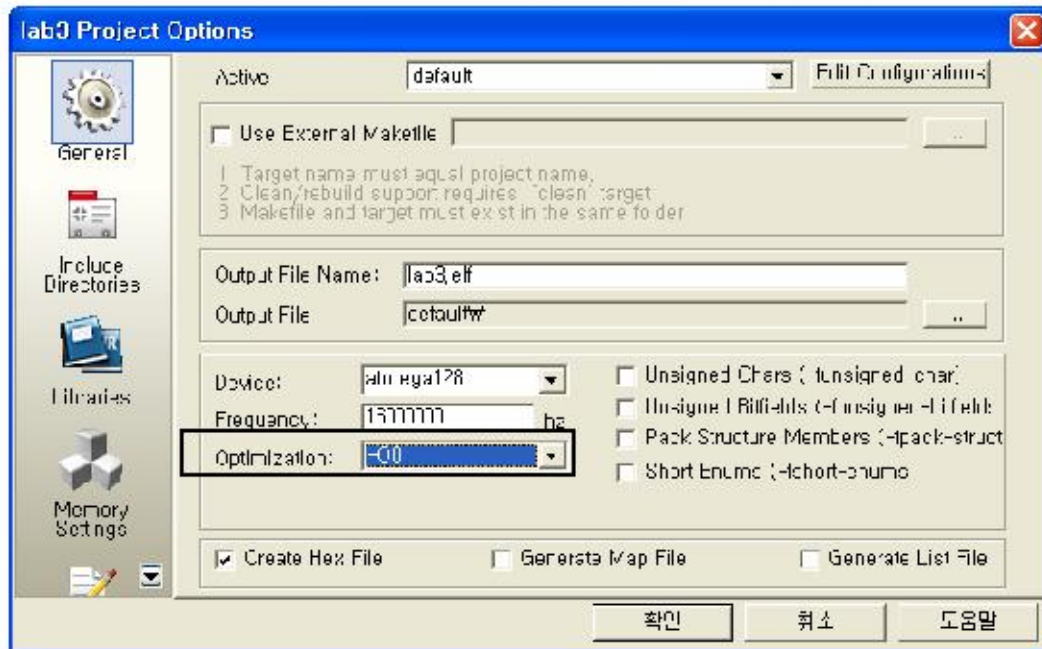 lab3 Project Options
General
Include
Directories
Libraries
Memory
Settings
Active
default
Edit Configurations
Use External Makefile
...
1. Target name must equal project name,
2. Clean/rebuild support requires "clean" target
3. Makefile and target must exist in the same folder
Output File Name:
lab3.elf
Output File
default\
...
Device:
atmega128
Frequency:
16000000
hz
Optimization:
-O0
Unsigned Chars (-funsigned-char)
Unsigned Bitfields (-funsigned-bitfields
Pack Structure Members (-fpack-struct
Short Enums (-fshort-enums
Create Hex File
Generate Map File
Generate List File
확인
취소
도움말